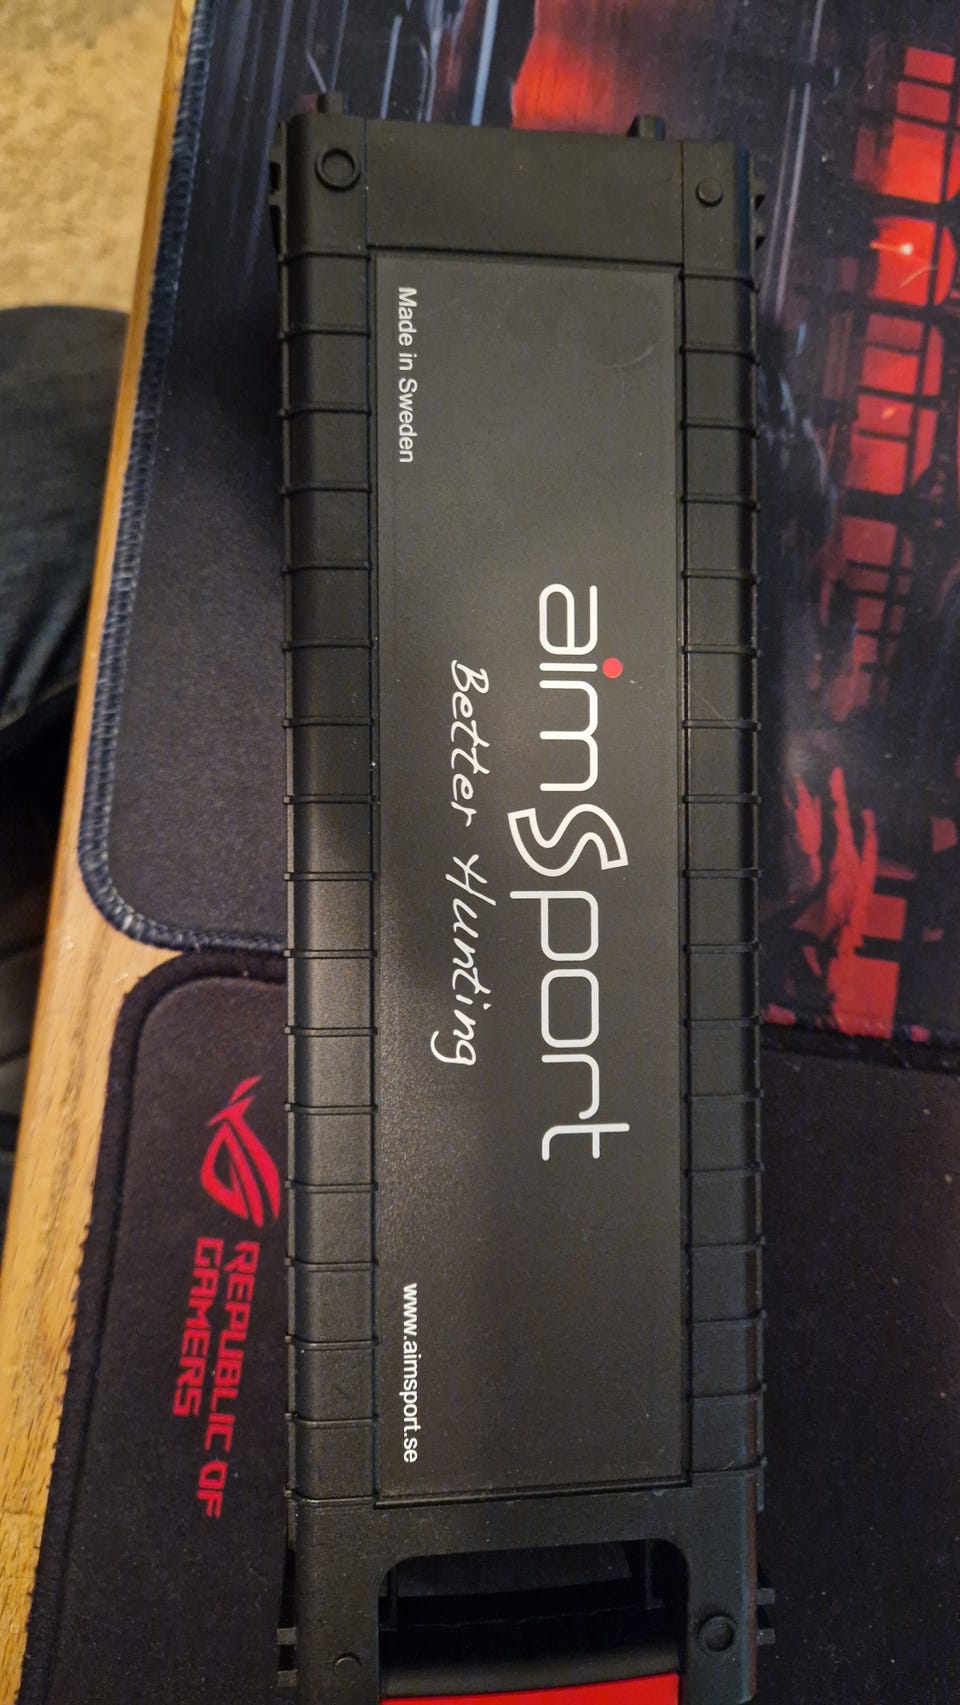 aimSport
Better Hunting
Made in Sweden
www.aimsport.se
REPUBLIC OF
GAMERS